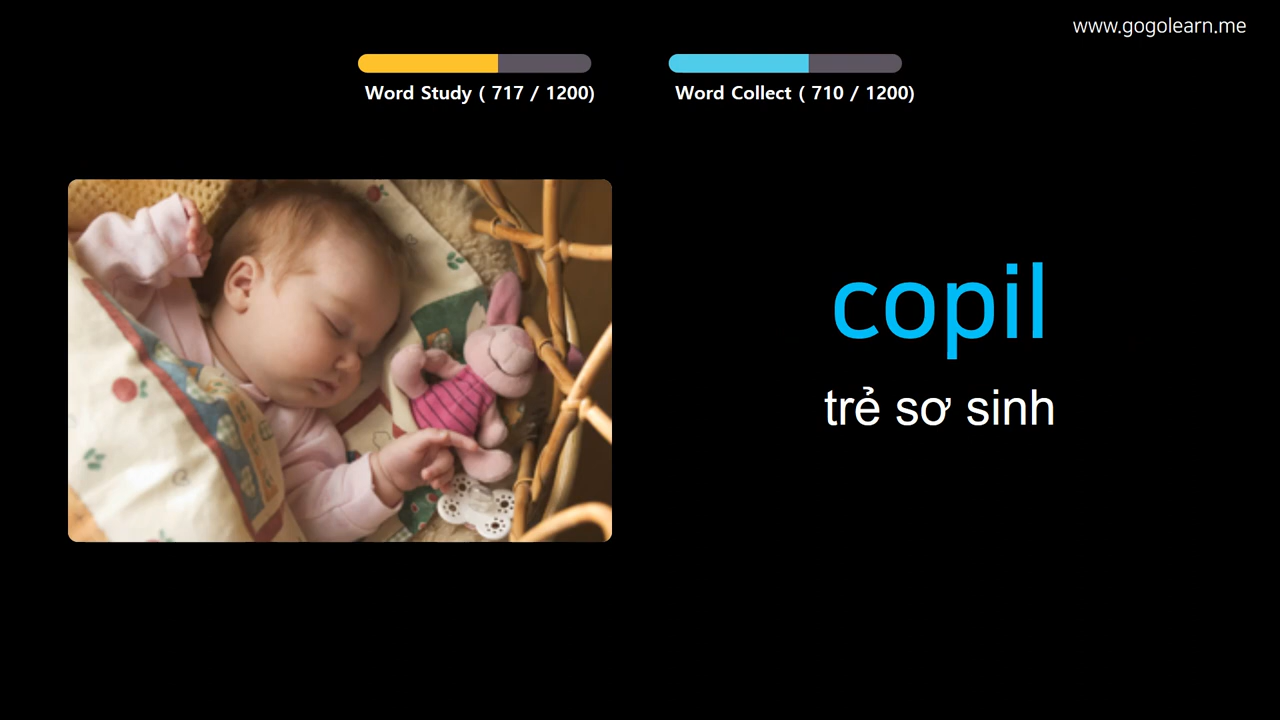 www.gogolearn.me
Word Study ( 717 / 1200)
Word Collect ( 710 / 1200)
copil
trẻ sơ sinh